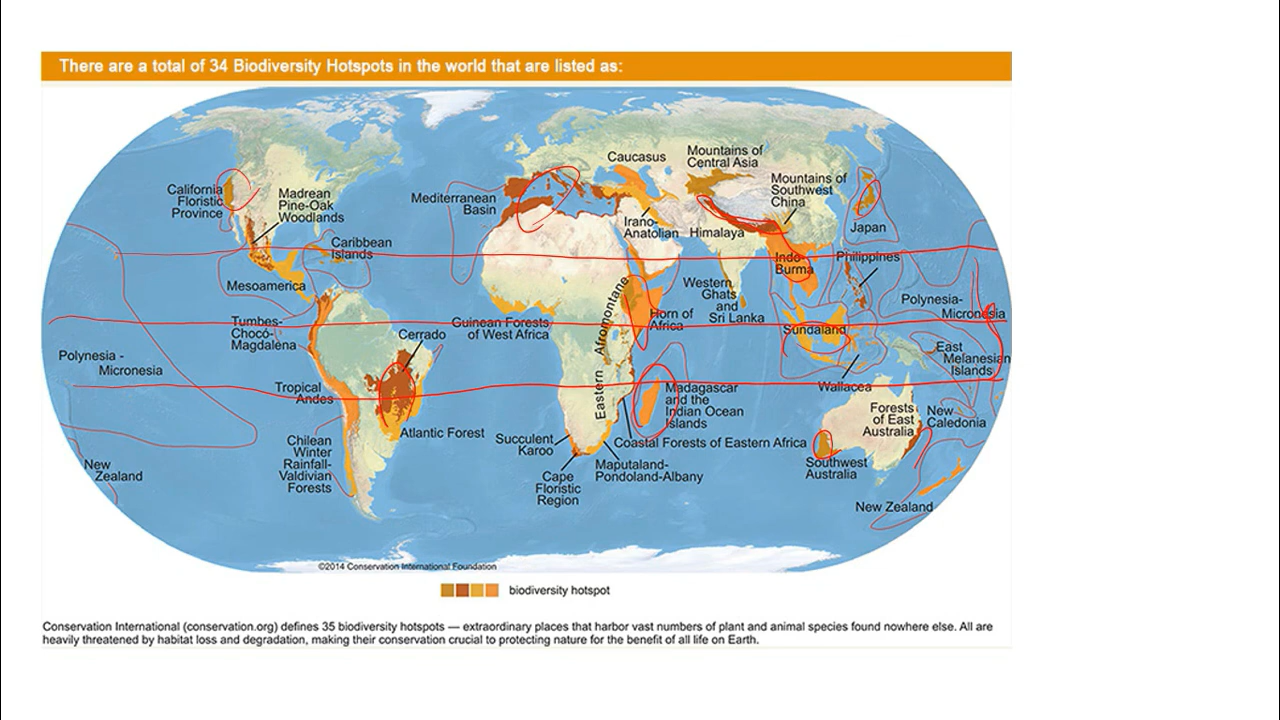 There are a total of 34 Biodiversity Hotspots in the world that are listed as:
Caucasus
Mountains of
Central Asia
Mountains of
Southwest
China
California
Floristic
Province
Madrean
Pine-Oak
Woodlands
Mediterranean
Basin
Irano-
Anatolian
Himalaya
Japan
Caribbean
Islands
Indo-
Burma
Philippines
Mesoamerica
Western
Ghats
and
Sri Lanka
Polynesia-
Micronesia
Tumbes-
Chocó-
Magdalena
Cerrado
Guinean Forests
of West Africa
Eastern Afromontane
Horn of
Africa
Sundaland
East
Melanesian
Islands
Polynesia -
Micronesia
Tropical
Andes
Madagascar
and the
Indian Ocean
Islands
Wallacea
Forests
of East
Australia
New
Caledonia
Atlantic Forest
Succulent
Karoo
Coastal Forests of Eastern Africa
Chilean
Winter
Rainfall-
Valdivian
Forests
New
Zealand
Cape
Floristic
Region
Maputaland-
Pondoland-Albany
Southwest
Australia
New Zealand
©2014 Conservation International Foundation
biodiversity hotspot
Conservation International (conservation.org) defines 35 biodiversity hotspots — extraordinary places that harbor vast numbers of plant and animal species found nowhere else. All are
heavily threatened by habitat loss and degradation, making their conservation crucial to protecting nature for the benefit of all life on Earth.